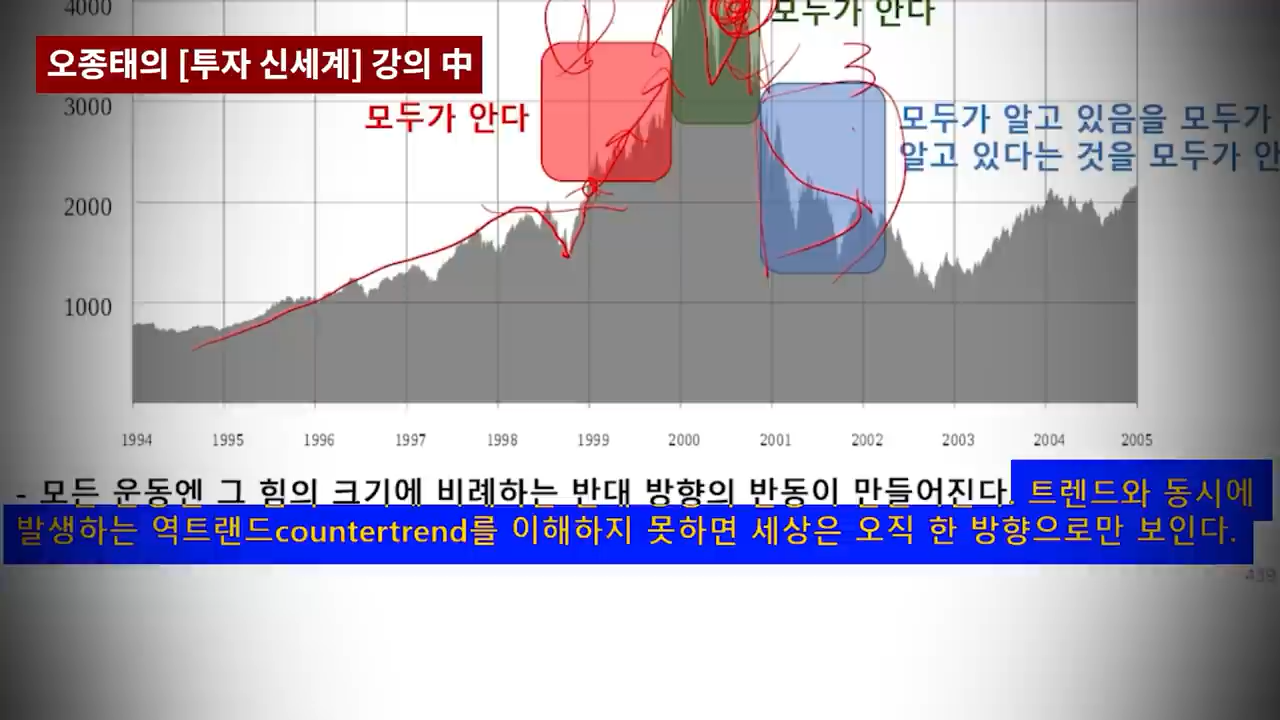 4000
모두가 안다
오종태의 [투자 신세계] 강의 中
3000
모두가 안다
3
모두가 알고 있음을 모두가
알고 있다는 것을 모두가 안
2000
1000
1994 1995 1996 1997 1998 1999 2000 2001 2002 2003 2004 2005
- 모든 운동엔 그 힘의 크기에 비례하는 반대 방향의 반동이 만들어진다. 트렌드와 동시에
발생하는 역트랜드countertrend를 이해하지 못하면 세상은 오직 한 방향으로만 보인다.
439